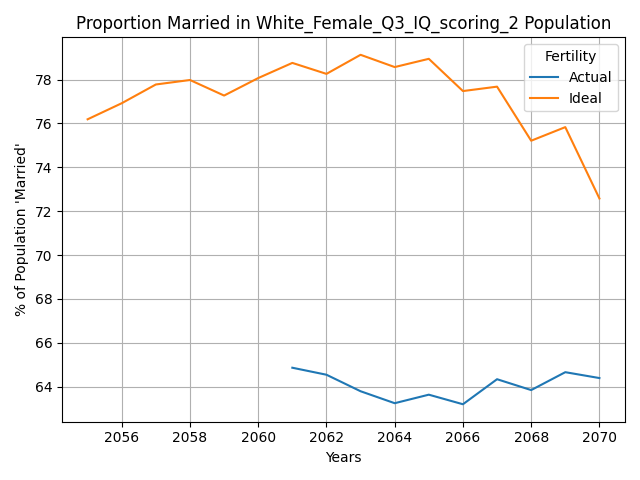 Proportion Married in White_Female_Q3_IQ_scoring_2 Population
% of Population 'Married'
78
76
74
72
70
68
66
64
Fertility
Actual
Ideal
2056 2058 2060 2062 2064 2066 2068 2070
Years